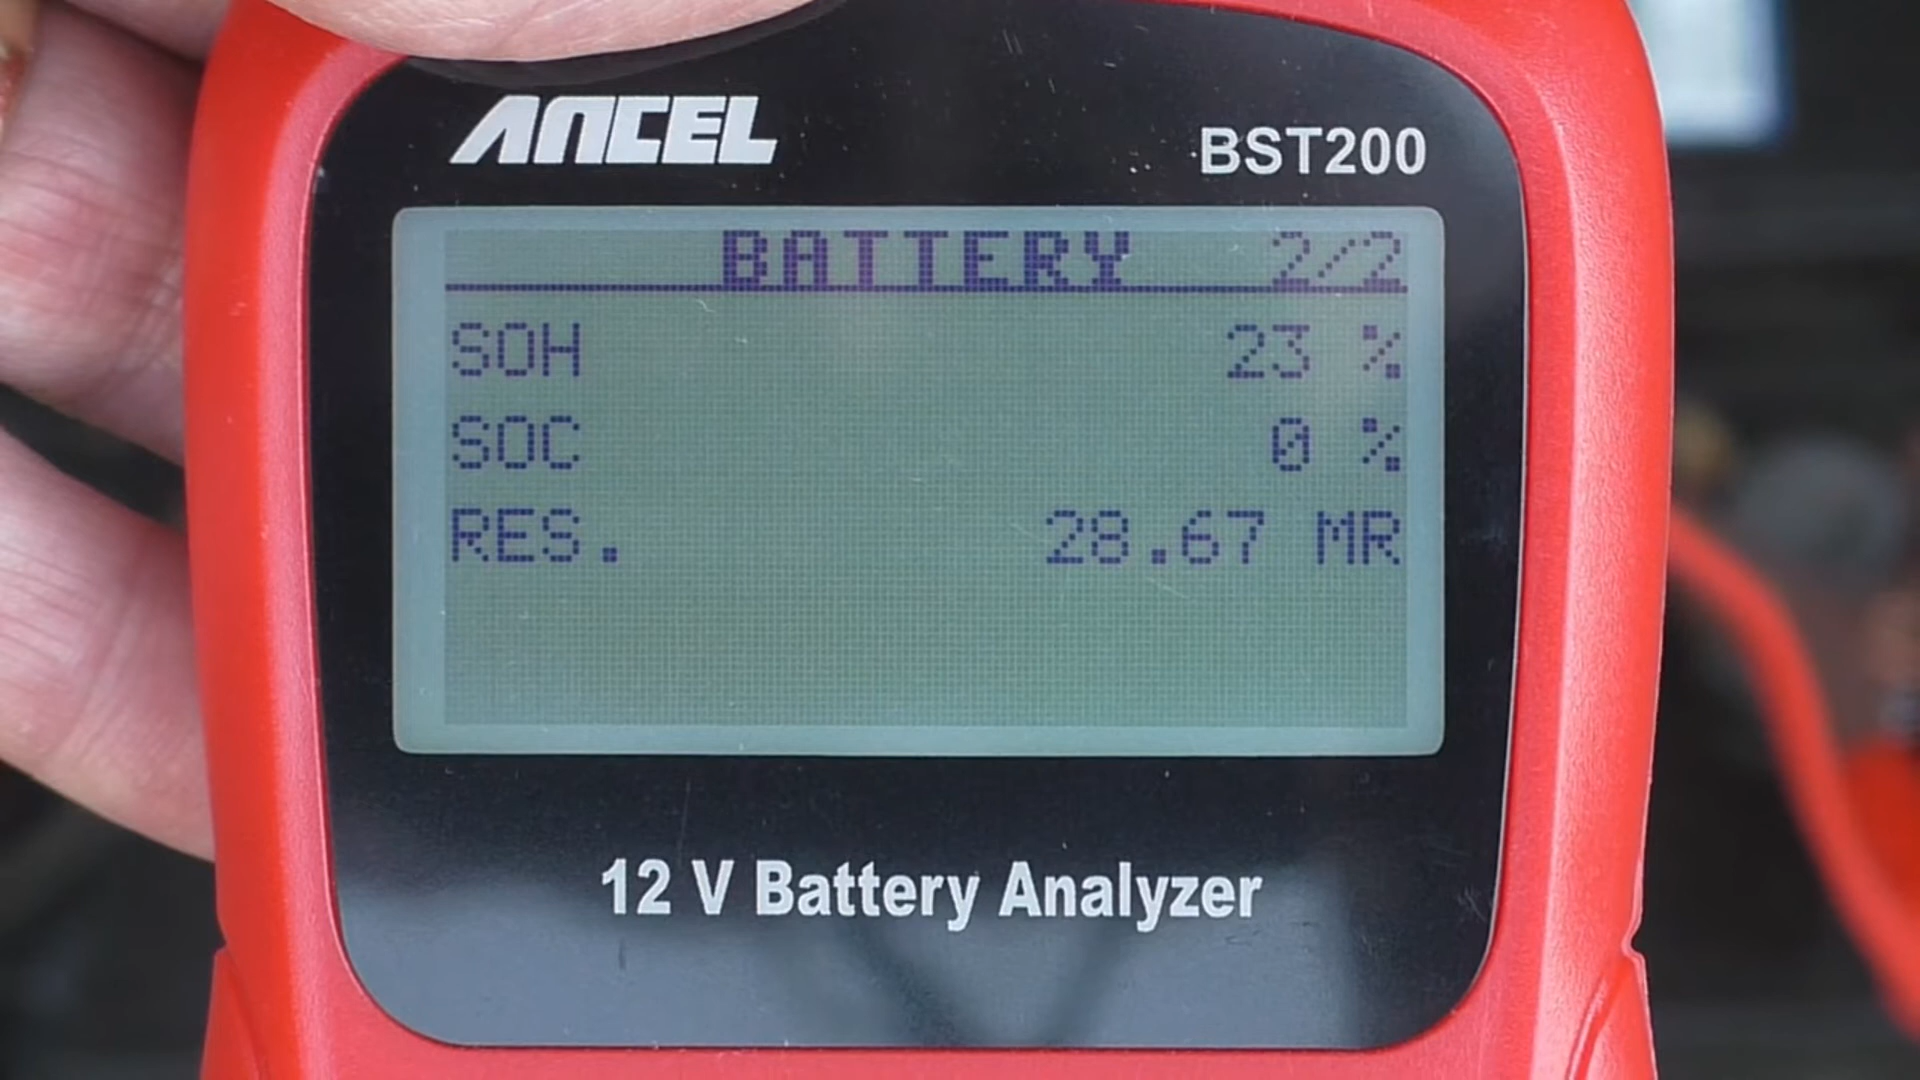 ANCEL
BST200
BATTERY 2/2
SOH 23 %
SOC 0 %
RES. 28.67 MR
12 V Battery Analyzer